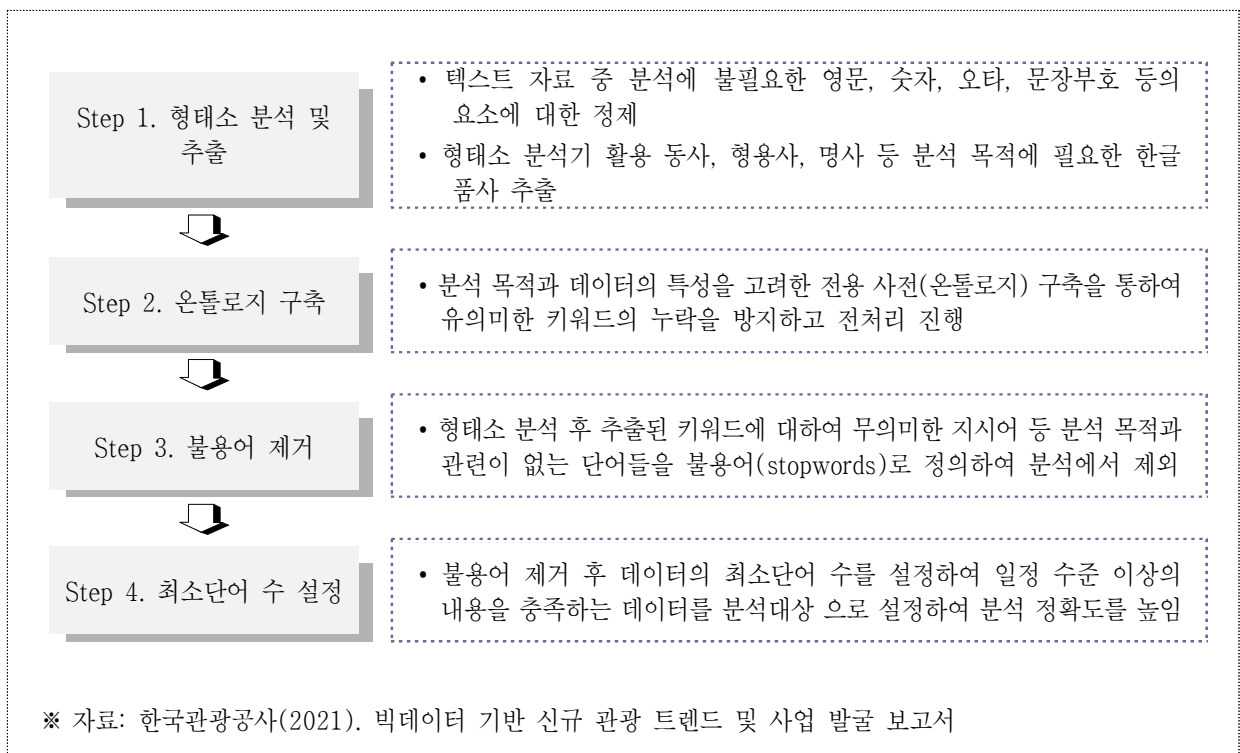 Step 1. 형태소 분석 및
추출
• 텍스트 자료 중 분석에 불필요한 영문, 숫자, 오타, 문장부호 등의
요소에 대한 정제
• 형태소 분석기 활용 동사, 형용사, 명사 등 분석 목적에 필요한 한글
품사 추출
Step 2. 온톨로지 구축
• 분석 목적과 데이터의 특성을 고려한 전용 사전(온톨로지) 구축을 통하여
유의미한 키워드의 누락을 방지하고 전처리 진행
Step 3. 불용어 제거
• 형태소 분석 후 추출된 키워드에 대하여 무의미한 지시어 등 분석 목적과
관련이 없는 단어들을 불용어(stopwords)로 정의하여 분석에서 제외
Step 4. 최소단어 수 설정
• 불용어 제거 후 데이터의 최소단어 수를 설정하여 일정 수준 이상의
내용을 충족하는 데이터를 분석대상 으로 설정하여 분석 정확도를 높임
※ 자료: 한국관광공사(2021). 빅데이터 기반 신규 관광 트렌드 및 사업 발굴 보고서